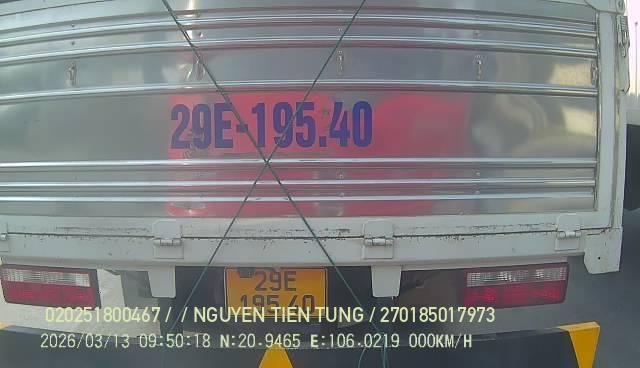 29E-195.40
29E
195.40
020251800467 / / NGUYEN TIEN TUNG / 270185017973
2026/03/13 09:50:18 N:20.9465 E:106.0219 000KM/H